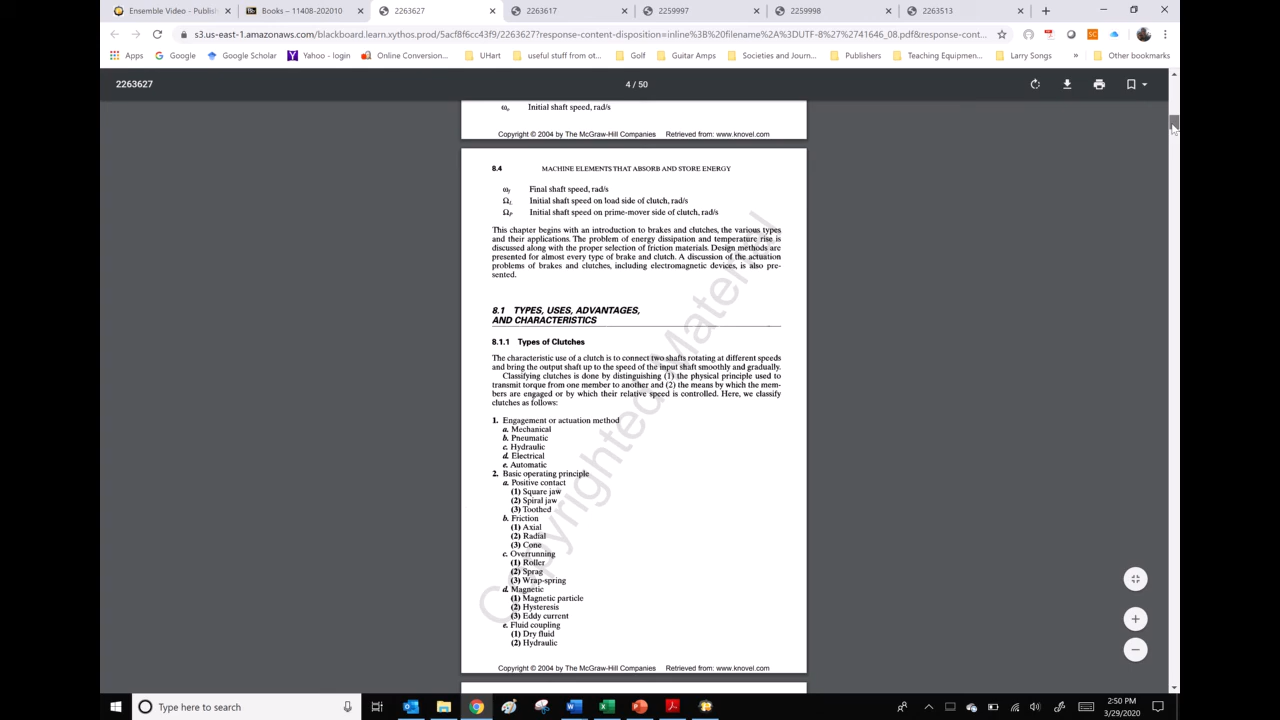 Ensemble Video - Publish
Books – 11408-202010
2263627
2263617
2259997
2259998
2263513
s3.us-east-1.amazonaws.com/blackboard.learn.xythos.prod/5acf8f6cc43f9/2263627?response-content-disposition=inline%3B%20filename%2A%3DUTF-8%27%2741646_08.pdf&response-cont...
Apps
Google
Google Scholar
Yahoo - login
Online Conversion...
UHart
useful stuff from ot...
Golf
Guitar Amps
Societies and Journ...
Publishers
Teaching Equipmen...
Larry Songs
»
Other bookmarks
2263627
4 / 50
ωo Initial shaft speed, rad/s
Copyright © 2004 by The McGraw-Hill Companies Retrieved from: www.knovel.com
8.4 MACHINE ELEMENTS THAT ABSORB AND STORE ENERGY
ωf Final shaft speed, rad/s
ΩL Initial shaft speed on load side of clutch, rad/s
ΩP Initial shaft speed on prime-mover side of clutch, rad/s
This chapter begins with an introduction to brakes and clutches, the various types
and their applications. The problem of energy dissipation and temperature rise is
discussed along with the proper selection of friction materials. Design methods are
presented for almost every type of brake and clutch. A discussion of the actuation
problems of brakes and clutches, including electromagnetic devices, is also pre-
sented.
8.1 TYPES, USES, ADVANTAGES,
AND CHARACTERISTICS
8.1.1 Types of Clutches
The characteristic use of a clutch is to connect two shafts rotating at different speeds
and bring the output shaft up to the speed of the input shaft smoothly and gradually.
Classifying clutches is done by distinguishing (1) the physical principle used to
transmit torque from one member to another and (2) the means by which the mem-
bers are engaged or by which their relative speed is controlled. Here, we classify
clutches as follows:
1. Engagement or actuation method
a. Mechanical
b. Pneumatic
c. Hydraulic
d. Electrical
e. Automatic
2. Basic operating principle
a. Positive contact
(1) Square jaw
(2) Spiral jaw
(3) Toothed
b. Friction
(1) Axial
(2) Radial
(3) Cone
c. Overrunning
(1) Roller
(2) Sprag
(3) Wrap-spring
d. Magnetic
(1) Magnetic particle
(2) Hysteresis
(3) Eddy current
e. Fluid coupling
(1) Dry fluid
(2) Hydraulic
Copyrighted Material
Copyright © 2004 by The McGraw-Hill Companies Retrieved from: www.knovel.com
Type here to search
2:50 PM
3/29/2020